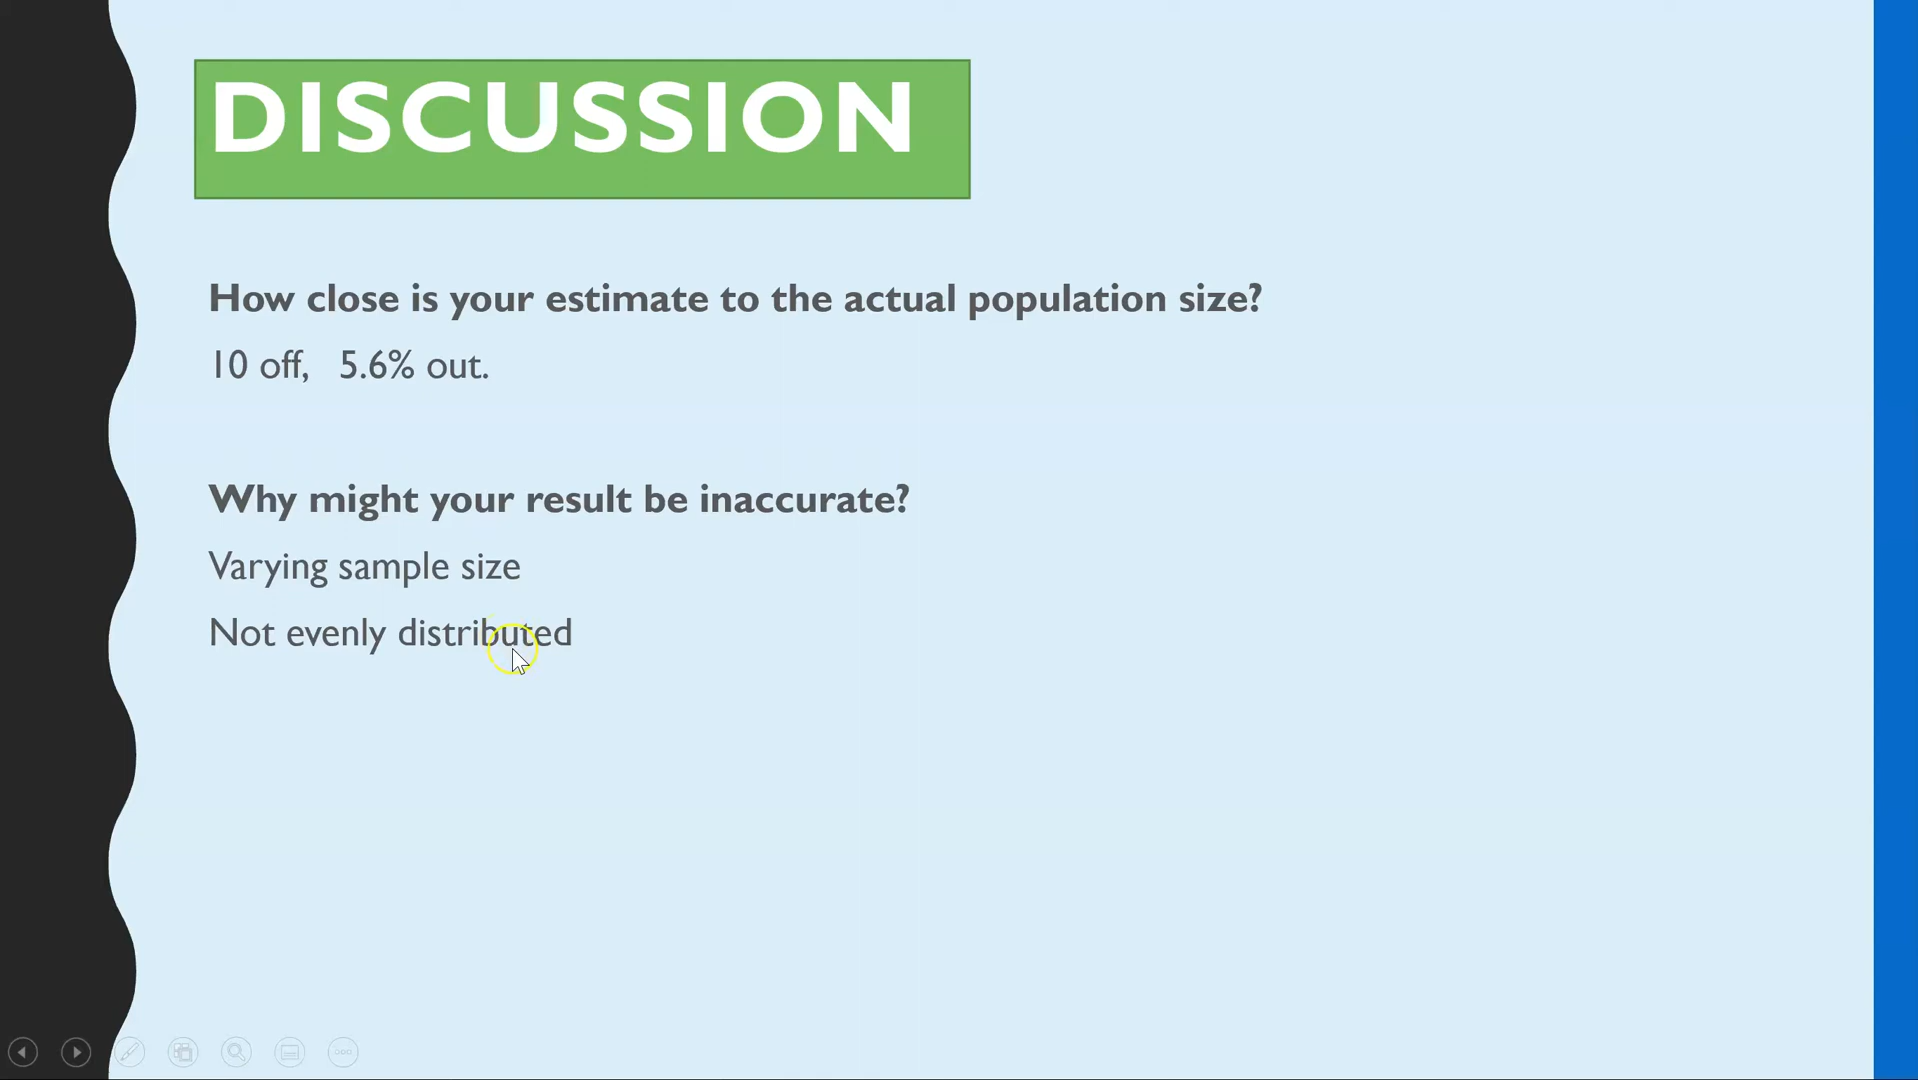 DISCUSSION
How close is your estimate to the actual population size?
10 off, 5.6% out.
Why might your result be inaccurate?
Varying sample size
Not evenly distributed